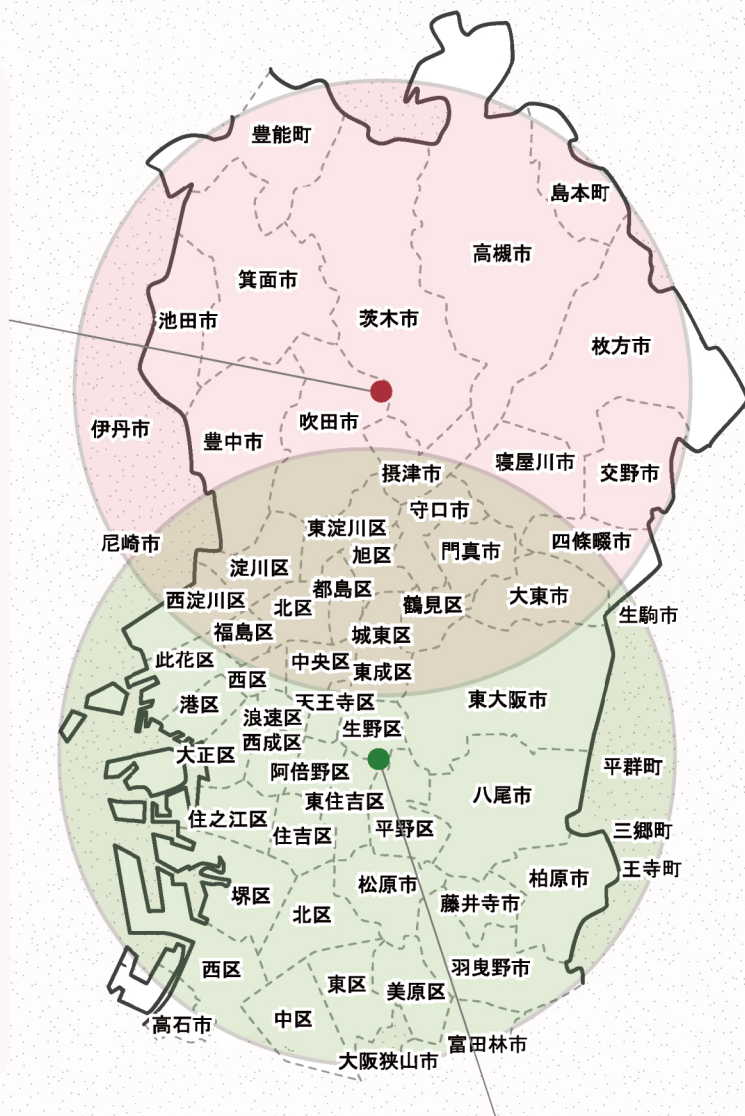 豊能町
島本町
高槻市
箕面市
池田市
茨木市
枚方市
吹田市
伊丹市
豊中市
寝屋川市
摂津市
交野市
守口市
東淀川区
尼崎市
四條畷市
旭区
門真市
淀川区
都島区
大東市
西淀川区
北区
鶴見区
生駒市
福島区
城東区
此花区
中央区
東成区
西区
東大阪市
港区
天王寺区
浪速区
生野区
西成区
大正区
平群町
阿倍野区
八尾市
東住吉区
住之江区
平野区
三郷町
住吉区
王寺町
柏原市
松原市
堺区
藤井寺市
北区
西区
羽曳野市
東区
美原区
中区
高石市
富田林市
大阪狭山市